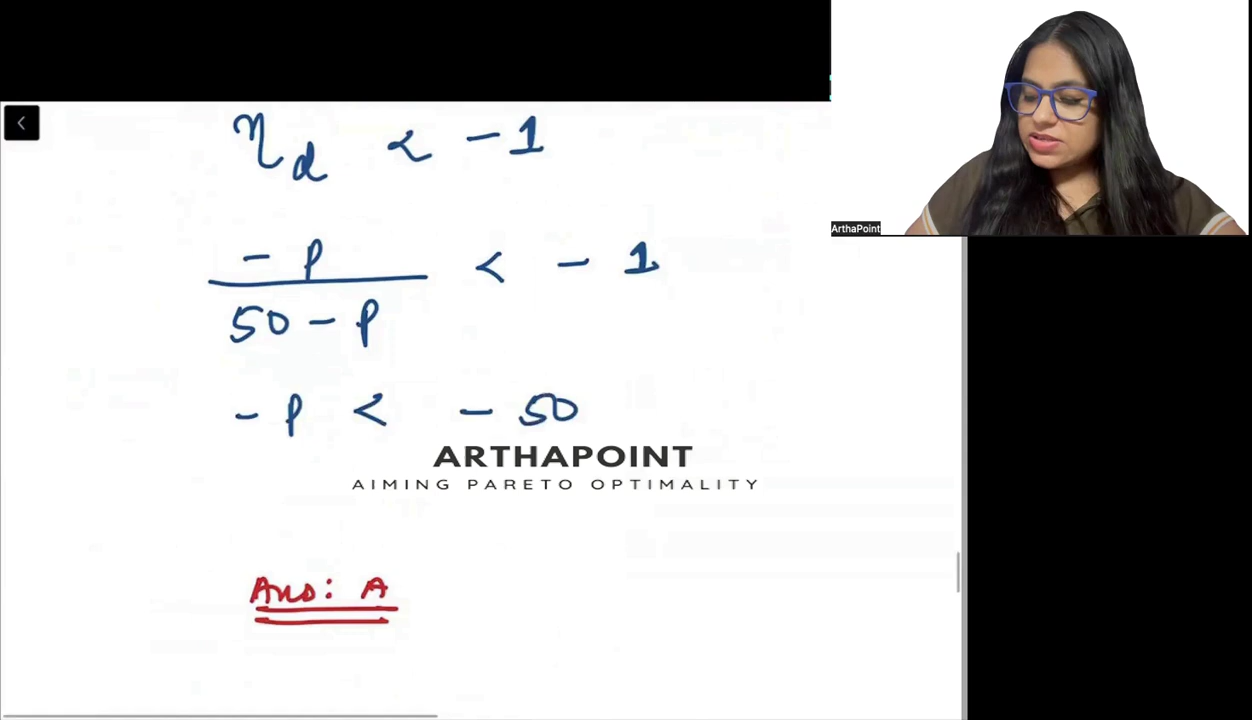 η_d < -1
-P / 50 - P < -1
-P < -50
ARTHAPOINT
AIMING PARETO OPTIMALITY
Ans: A
ArthaPoint